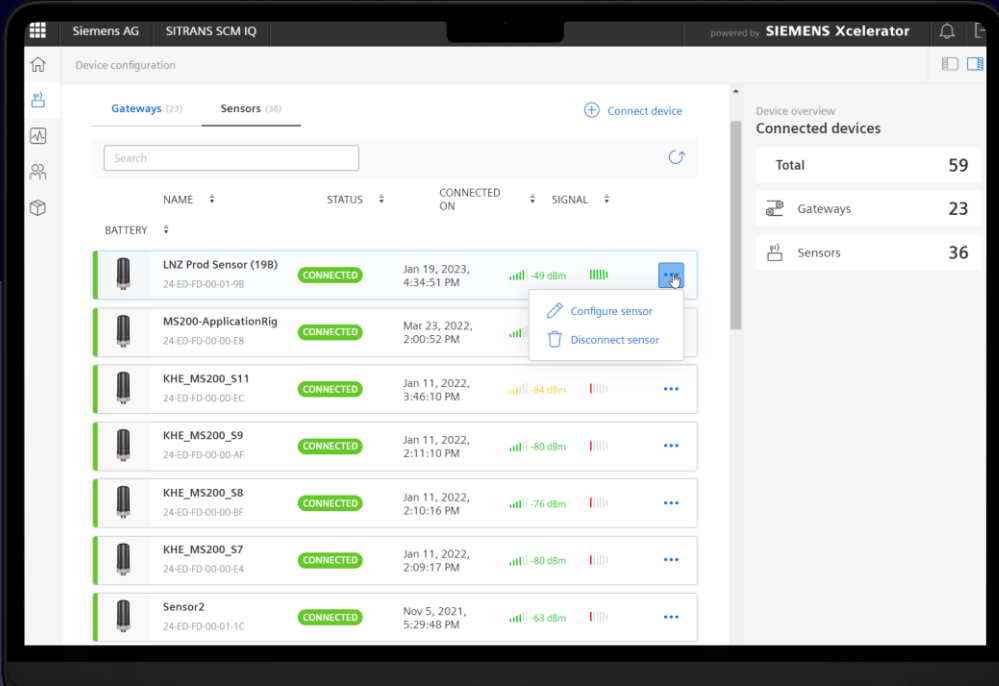 Siemens AG SITRANS SCM IQ powered by SIEMENS Xcelerator
Device configuration
Gateways (23) Sensors (36) Connect device
Search
NAME STATUS CONNECTED ON SIGNAL
BATTERY
LNZ Prod Sensor (19B)
24-ED-FD-00-01-9B
CONNECTED
Jan 19, 2023,
4:34:51 PM
-49 dBm
Configure sensor
Disconnect sensor
MS200-ApplicationRig
24-ED-FD-00-00-E8
CONNECTED
Mar 23, 2022,
2:00:52 PM
KHE_MS200_S11
24-ED-FD-00-00-EC
CONNECTED
Jan 11, 2022,
3:46:10 PM
-84 dBm
KHE_MS200_S9
24-ED-FD-00-00-AF
CONNECTED
Jan 11, 2022,
2:11:10 PM
-80 dBm
KHE_MS200_S8
24-ED-FD-00-00-BF
CONNECTED
Jan 11, 2022,
2:10:16 PM
-76 dBm
KHE_MS200_S7
24-ED-FD-00-00-E4
CONNECTED
Jan 11, 2022,
2:09:17 PM
-80 dBm
Sensor2
24-ED-FD-00-01-1C
CONNECTED
Nov 5, 2021,
5:29:48 PM
-63 dBm
Device overview
Connected devices
Total 59
Gateways 23
Sensors 36